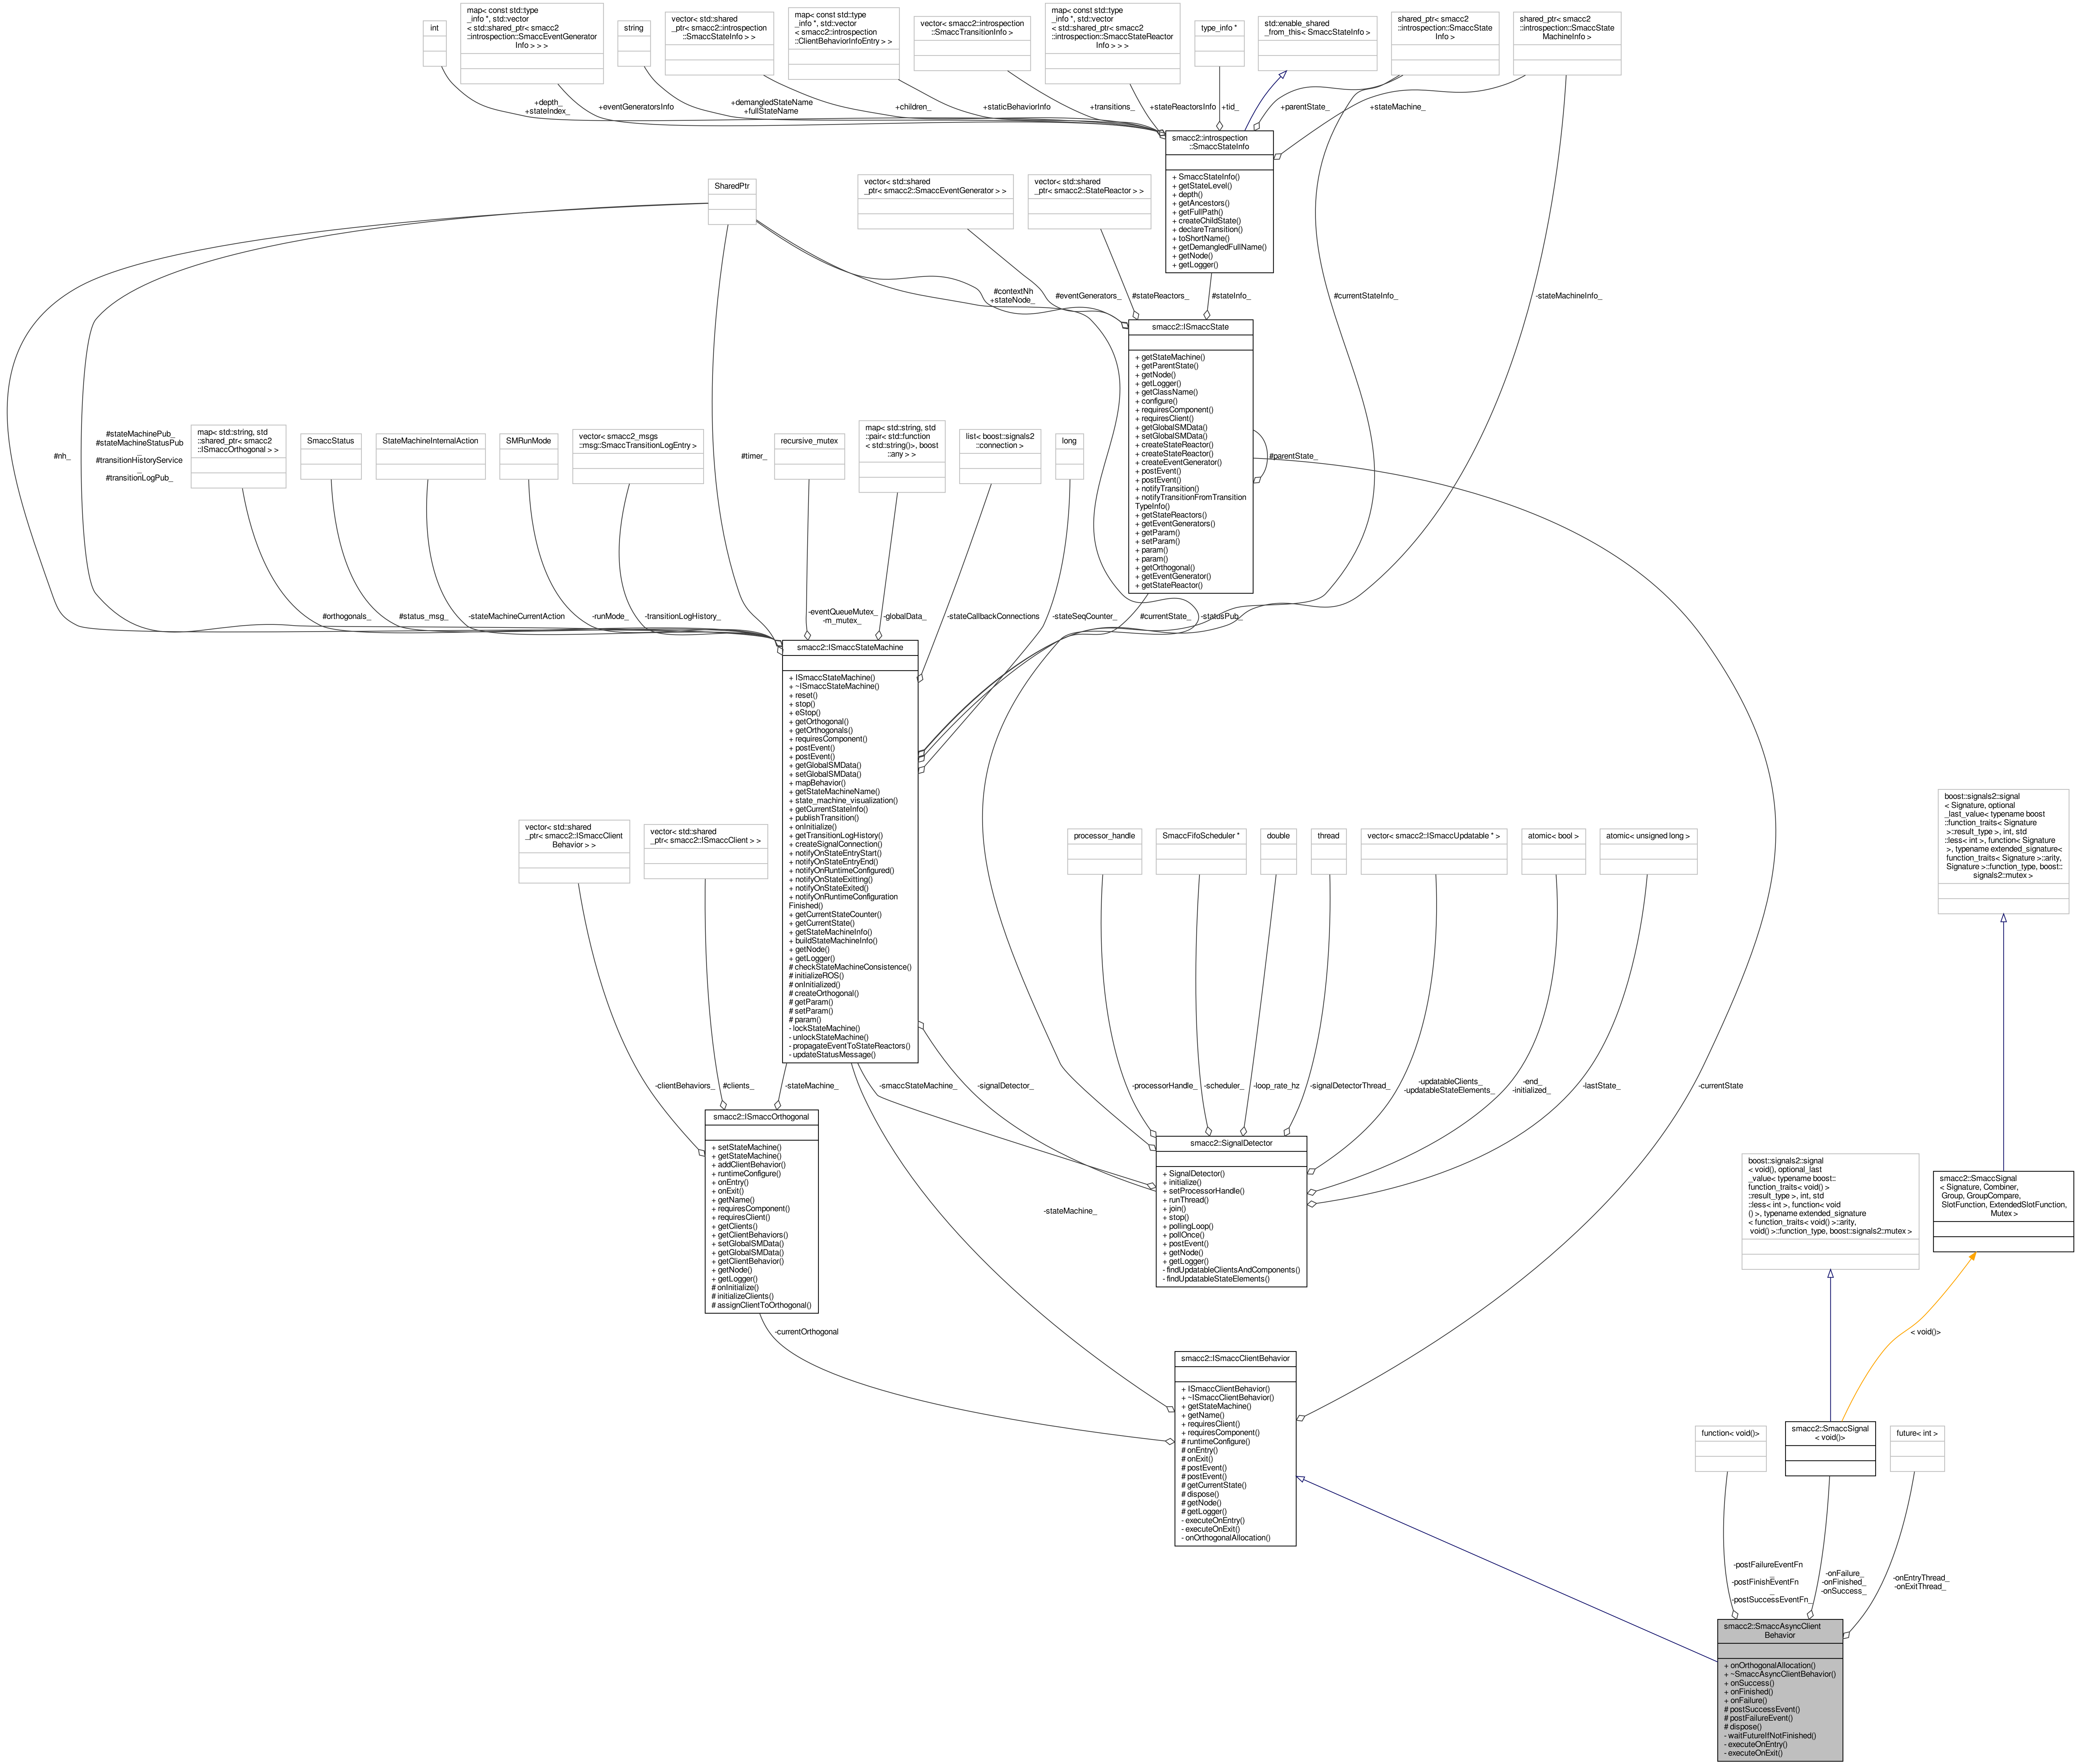 int
map< const std::type
_info *, std::vector
< std::shared_ptr< smacc2
::introspection::SmaccEventGenerator
Info > > >
string
vector< std::shared
_ptr< smacc2::introspection
::SmaccStateInfo > >
map< const std::type
_info *, std::vector
< smacc2::introspection
::ClientBehaviorInfoEntry > >
vector< smacc2::introspection
::SmaccTransitionInfo >
map< const std::type
_info *, std::vector
< std::shared_ptr< smacc2
::introspection::SmaccStateReactor
Info > > >
type_info *
std::enable_shared
_from_this< SmaccStateInfo >
shared_ptr< smacc2
::introspection::SmaccState
Info >
shared_ptr< smacc2
::introspection::SmaccState
MachineInfo >
+depth_
+stateIndex_
+eventGeneratorsInfo
+demangledStateName
+fullStateName
+children_
+staticBehaviorInfo
+transitions_
+stateReactorsInfo
+tid_
+parentState_
+stateMachine_
smacc2::introspection
::SmaccStateInfo
+ SmaccStateInfo()
+ getStateLevel()
+ depth()
+ getAncestors()
+ getFullPath()
+ createChildState()
+ declareTransition()
+ toShortName()
+ getDemangledFullName()
+ getNode()
+ getLogger()
SharedPtr
vector< std::shared
_ptr< smacc2::SmaccEventGenerator > >
vector< std::shared
_ptr< smacc2::StateReactor > >
#contextNh
+stateNode_
#eventGenerators_
#stateReactors_
#stateInfo_
#currentStateInfo_
-stateMachineInfo_
smacc2::ISmaccState
+ getStateMachine()
+ getParentState()
+ getNode()
+ getLogger()
+ getClassName()
+ configure()
+ requiresComponent()
+ requiresClient()
+ getGlobalSMData()
+ setGlobalSMData()
+ createStateReactor()
+ createStateReactor()
+ createEventGenerator()
+ postEvent()
+ postEvent()
+ notifyTransition()
+ notifyTransitionFromTransition
TypeInfo()
+ getStateReactors()
+ getEventGenerators()
+ getParam()
+ setParam()
+ param()
+ param()
+ getOrthogonal()
+ getEventGenerator()
+ getStateReactor()
#parentState_
#nh_
#stateMachinePub_
#stateMachineStatusPub
_
#transitionHistoryService
_
#transitionLogPub_
map< std::string, std
::shared_ptr< smacc2
::ISmaccOrthogonal > >
SmaccStatus
StateMachineInternalAction
SMRunMode
vector< smacc2_msgs
::msg::SmaccTransitionLogEntry >
#timer_
recursive_mutex
map< std::string, std
::pair< std::function
< std::string()>, boost
::any > >
list< boost::signals2
::connection >
long
#orthogonals_
#status_msg_
-stateMachineCurrentAction
-runMode_
-transitionLogHistory_
-eventQueueMutex_
-m_mutex_
-globalData_
-stateCallbackConnections
-stateSeqCounter_
#currentState_
-statusPub_
smacc2::ISmaccStateMachine
+ ISmaccStateMachine()
+ ~ISmaccStateMachine()
+ reset()
+ stop()
+ eStop()
+ getOrthogonal()
+ getOrthogonals()
+ requiresComponent()
+ postEvent()
+ postEvent()
+ getGlobalSMData()
+ setGlobalSMData()
+ mapBehavior()
+ getStateMachineName()
+ state_machine_visualization()
+ getCurrentStateInfo()
+ publishTransition()
+ onInitialize()
+ getTransitionLogHistory()
+ createSignalConnection()
+ notifyOnStateEntryStart()
+ notifyOnStateEntryEnd()
+ notifyOnRuntimeConfigured()
+ notifyOnStateExitting()
+ notifyOnStateExited()
+ notifyOnRuntimeConfiguration
Finished()
+ getCurrentStateCounter()
+ getCurrentState()
+ getStateMachineInfo()
+ buildStateMachineInfo()
+ getNode()
+ getLogger()
# checkStateMachineConsistence()
# initializeROS()
# onInitialized()
# createOrthogonal()
# getParam()
# setParam()
# param()
- lockStateMachine()
- unlockStateMachine()
- propagateEventToStateReactors()
- updateStatusMessage()
vector< std::shared
_ptr< smacc2::ISmaccClient
Behavior > >
vector< std::shared
_ptr< smacc2::ISmaccClient > >
processor_handle
SmaccFifoScheduler *
double
thread
vector< smacc2::ISmaccUpdatable * >
atomic< bool >
atomic< unsigned long >
boost::signals2::signal
< Signature, optional
_last_value< typename boost
::function_traits< Signature
>::result_type >, int, std
::less< int >, function< Signature
>, typename extended_signature<
function_traits< Signature >::arity,
Signature >::function_type, boost::
signals2::mutex >
-clientBehaviors_
#clients_
-stateMachine_
-smaccStateMachine_
-signalDetector_
-processorHandle_
-scheduler_
-loop_rate_hz
-signalDetectorThread_
-updatableClients_
-updatableStateElements_
-end_
-initialized_
-lastState_
-currentState
smacc2::ISmaccOrthogonal
+ setStateMachine()
+ getStateMachine()
+ addClientBehavior()
+ runtimeConfigure()
+ onEntry()
+ onExit()
+ getName()
+ requiresComponent()
+ requiresClient()
+ getClients()
+ getClientBehaviors()
+ setGlobalSMData()
+ getGlobalSMData()
+ getClientBehavior()
+ getNode()
+ getLogger()
# onInitialize()
# initializeClients()
# assignClientToOrthogonal()
smacc2::SignalDetector
+ SignalDetector()
+ initialize()
+ setProcessorHandle()
+ runThread()
+ join()
+ stop()
+ pollingLoop()
+ pollOnce()
+ postEvent()
+ getNode()
+ getLogger()
- findUpdatableClientsAndComponents()
- findUpdatableStateElements()
boost::signals2::signal
< void(), optional_last
_value< typename boost::
function_traits< void() >
::result_type >, int, std
::less< int >, function< void
() >, typename extended_signature
< function_traits< void() >::arity,
void() >::function_type, boost::signals2::mutex >
smacc2::SmaccSignal
< Signature, Combiner,
Group, GroupCompare,
SlotFunction, ExtendedSlotFunction,
Mutex >
-stateMachine_
-currentOrthogonal
< void()>
smacc2::ISmaccClientBehavior
+ ISmaccClientBehavior()
+ ~ISmaccClientBehavior()
+ getStateMachine()
+ getName()
+ requiresClient()
+ requiresComponent()
# runtimeConfigure()
# onEntry()
# onExit()
# postEvent()
# postEvent()
# getCurrentState()
# dispose()
# getNode()
# getLogger()
- executeOnEntry()
- executeOnExit()
- onOrthogonalAllocation()
function< void()>
smacc2::SmaccSignal
< void()>
future< int >
-postFailureEventFn
_
-postFinishEventFn
_
-postSuccessEventFn_
-onFailure_
-onFinished_
-onSuccess_
-onEntryThread_
-onExitThread_
smacc2::SmaccAsyncClient
Behavior
+ onOrthogonalAllocation()
+ ~SmaccAsyncClientBehavior()
+ onSuccess()
+ onFinished()
+ onFailure()
# postSuccessEvent()
# postFailureEvent()
# dispose()
- waitFutureIfNotFinished()
- executeOnEntry()
- executeOnExit()